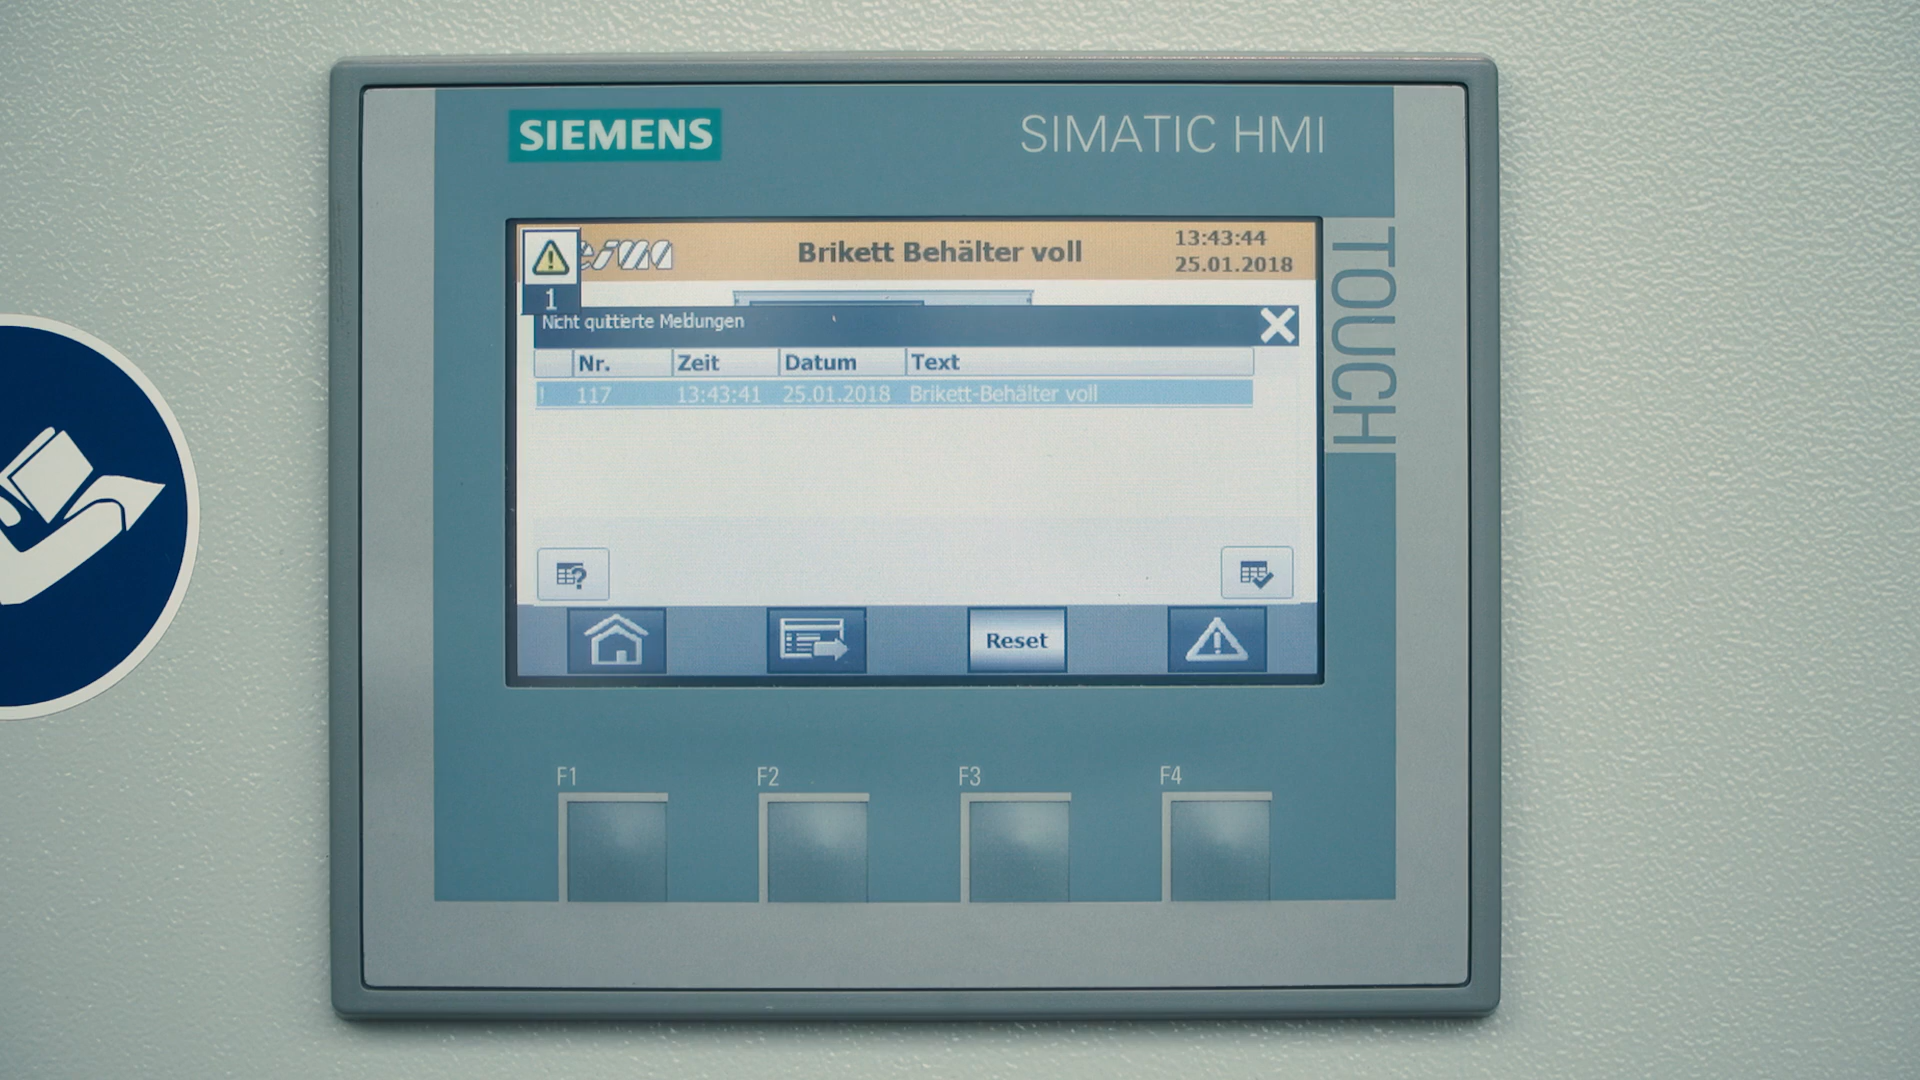 SIEMENS
SIMATIC HMI
TOUCH
Brikett Behälter voll
13:43:44
25.01.2018
1
Nicht quittierte Meldungen
Nr. Zeit Datum Text
! 117 13:43:41 25.01.2018 Brikett-Behälter voll
Reset
F1 F2 F3 F4